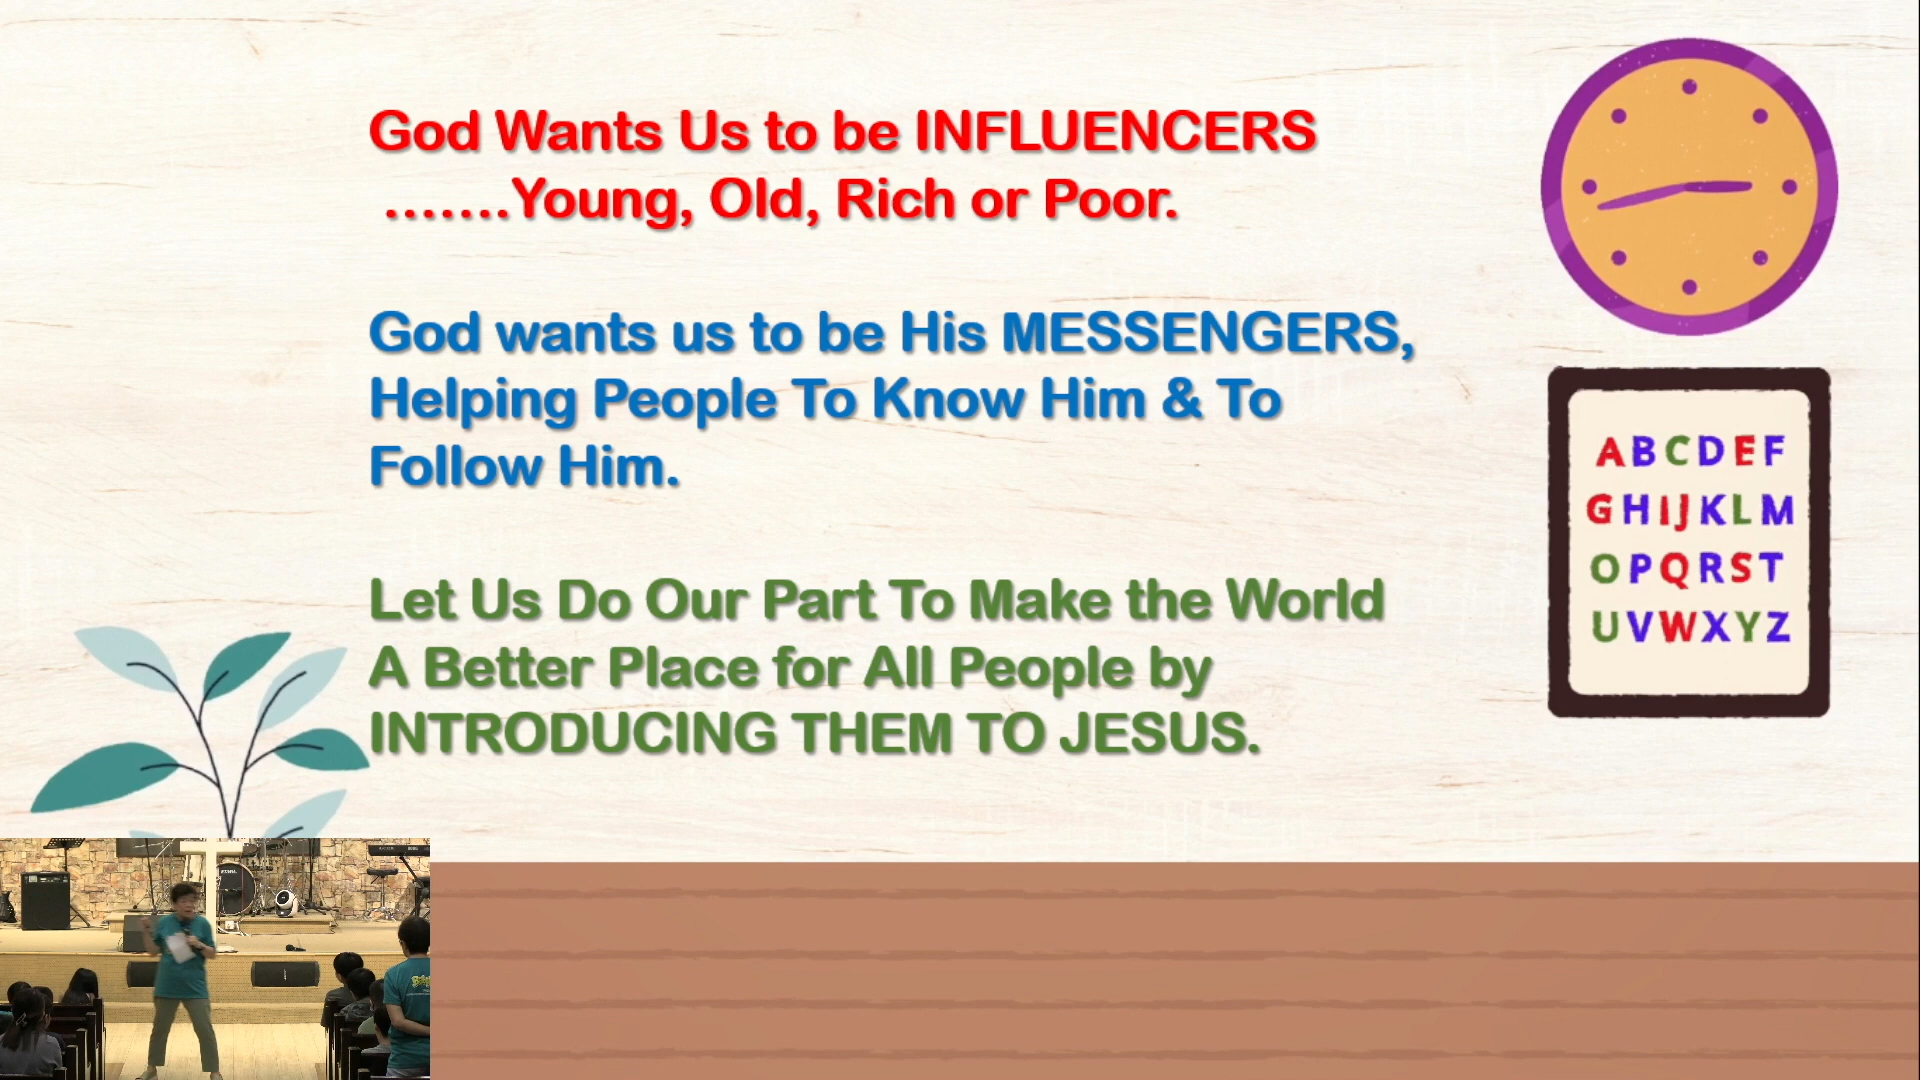 God Wants Us to be INFLUENCERS
.......Young, Old, Rich or Poor.
God wants us to be His MESSENGERS,
Helping People To Know Him & To
Follow Him.
Let Us Do Our Part To Make the World
A Better Place for All People by
INTRODUCING THEM TO JESUS.
ABCDEF
GHIJKLM
OPQRST
UVWXYZ